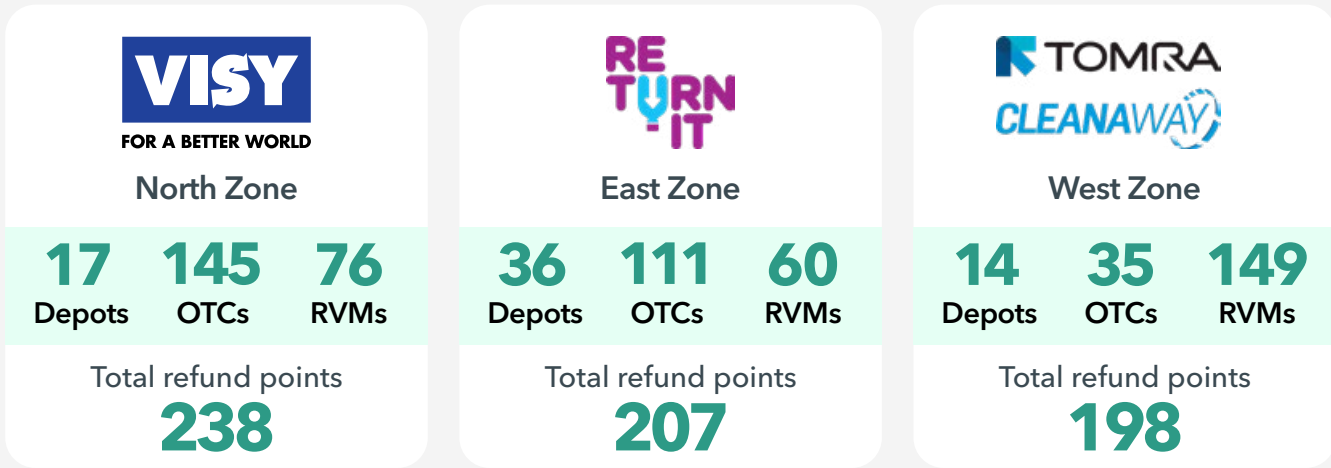 VISY
FOR A BETTER WORLD
North Zone
17 145 76
Depots OTCs RVMs
Total refund points
238
RE
TURN
-IT
East Zone
36 111 60
Depots OTCs RVMs
Total refund points
207
TOMRA
CLEANAWAY
West Zone
14 35 149
Depots OTCs RVMs
Total refund points
198